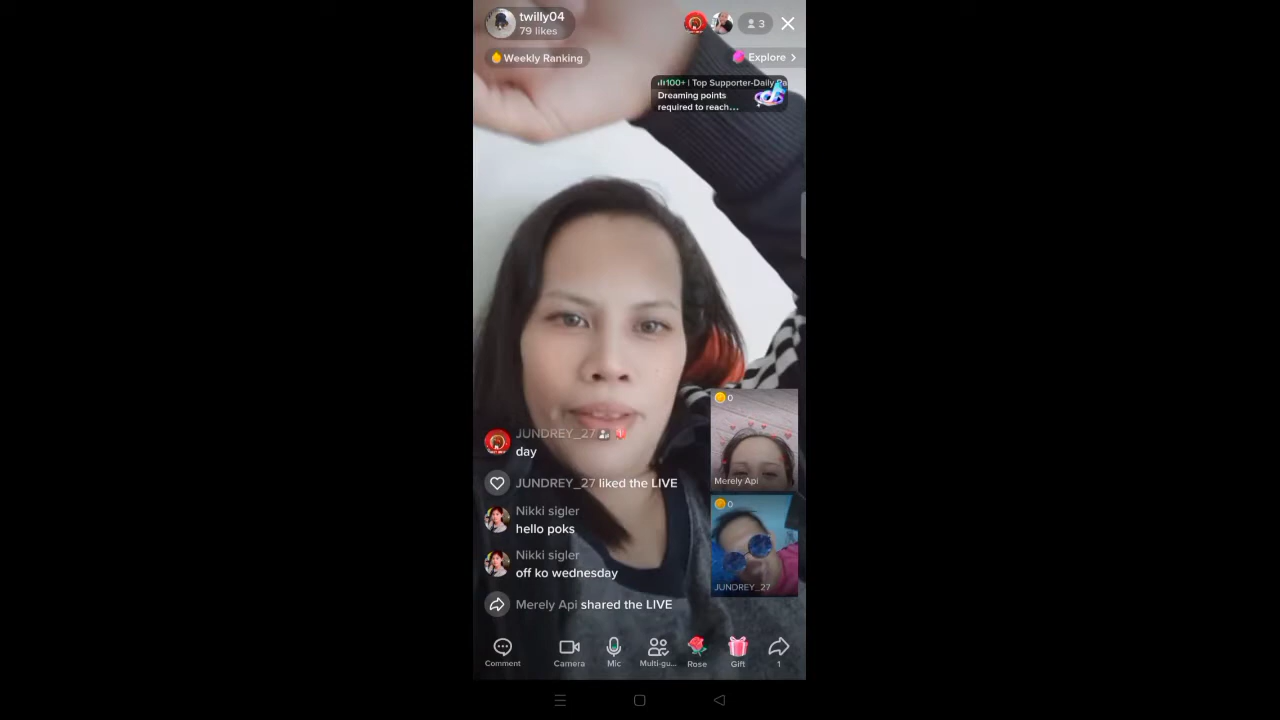 twilly04
79 likes
3
Weekly Ranking
Explore
100+ | Top Supporter-Daily Ra
Dreaming points
required to reach...
0
Merely Api
0
JUNDREY_27
JUNDREY_27
day
JUNDREY_27 liked the LIVE
Nikki sigler
hello poks
Nikki sigler
off ko wednesday
Merely Api shared the LIVE
Comment
Camera
Mic
Multi-gu...
Rose
Gift
1